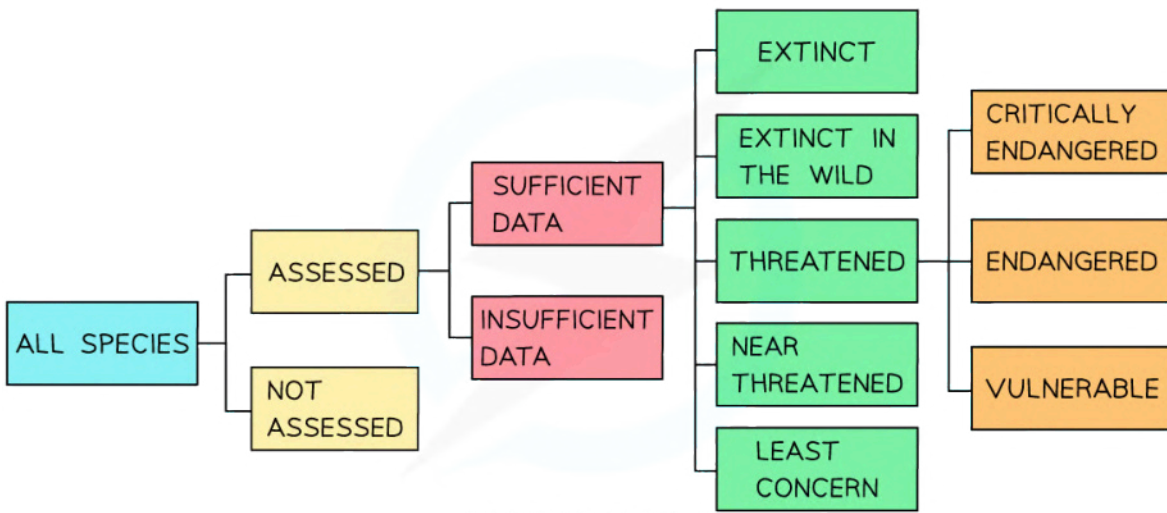 ALL SPECIES
ASSESSED
NOT
ASSESSED
SUFFICIENT
DATA
INSUFFICIENT
DATA
EXTINCT
EXTINCT IN
THE WILD
THREATENED
NEAR
THREATENED
LEAST
CONCERN
CRITICALLY
ENDANGERED
ENDANGERED
VULNERABLE